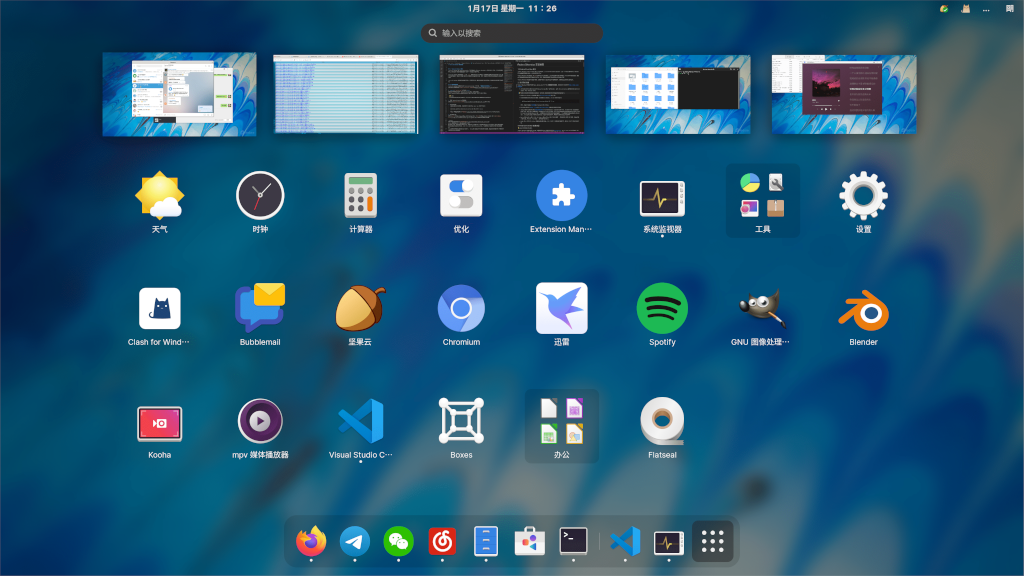 1月17日 星期一 11：26
输入以搜索
天气
时钟
计算器
优化
Extension Man…
系统监视器
工具
设置
Clash for Wind…
Bubblemail
坚果云
Chromium
迅雷
Spotify
GNU 图像处理…
Blender
Kooha
mpv 媒体播放器
Visual Studio C…
Boxes
办公
Flatseal